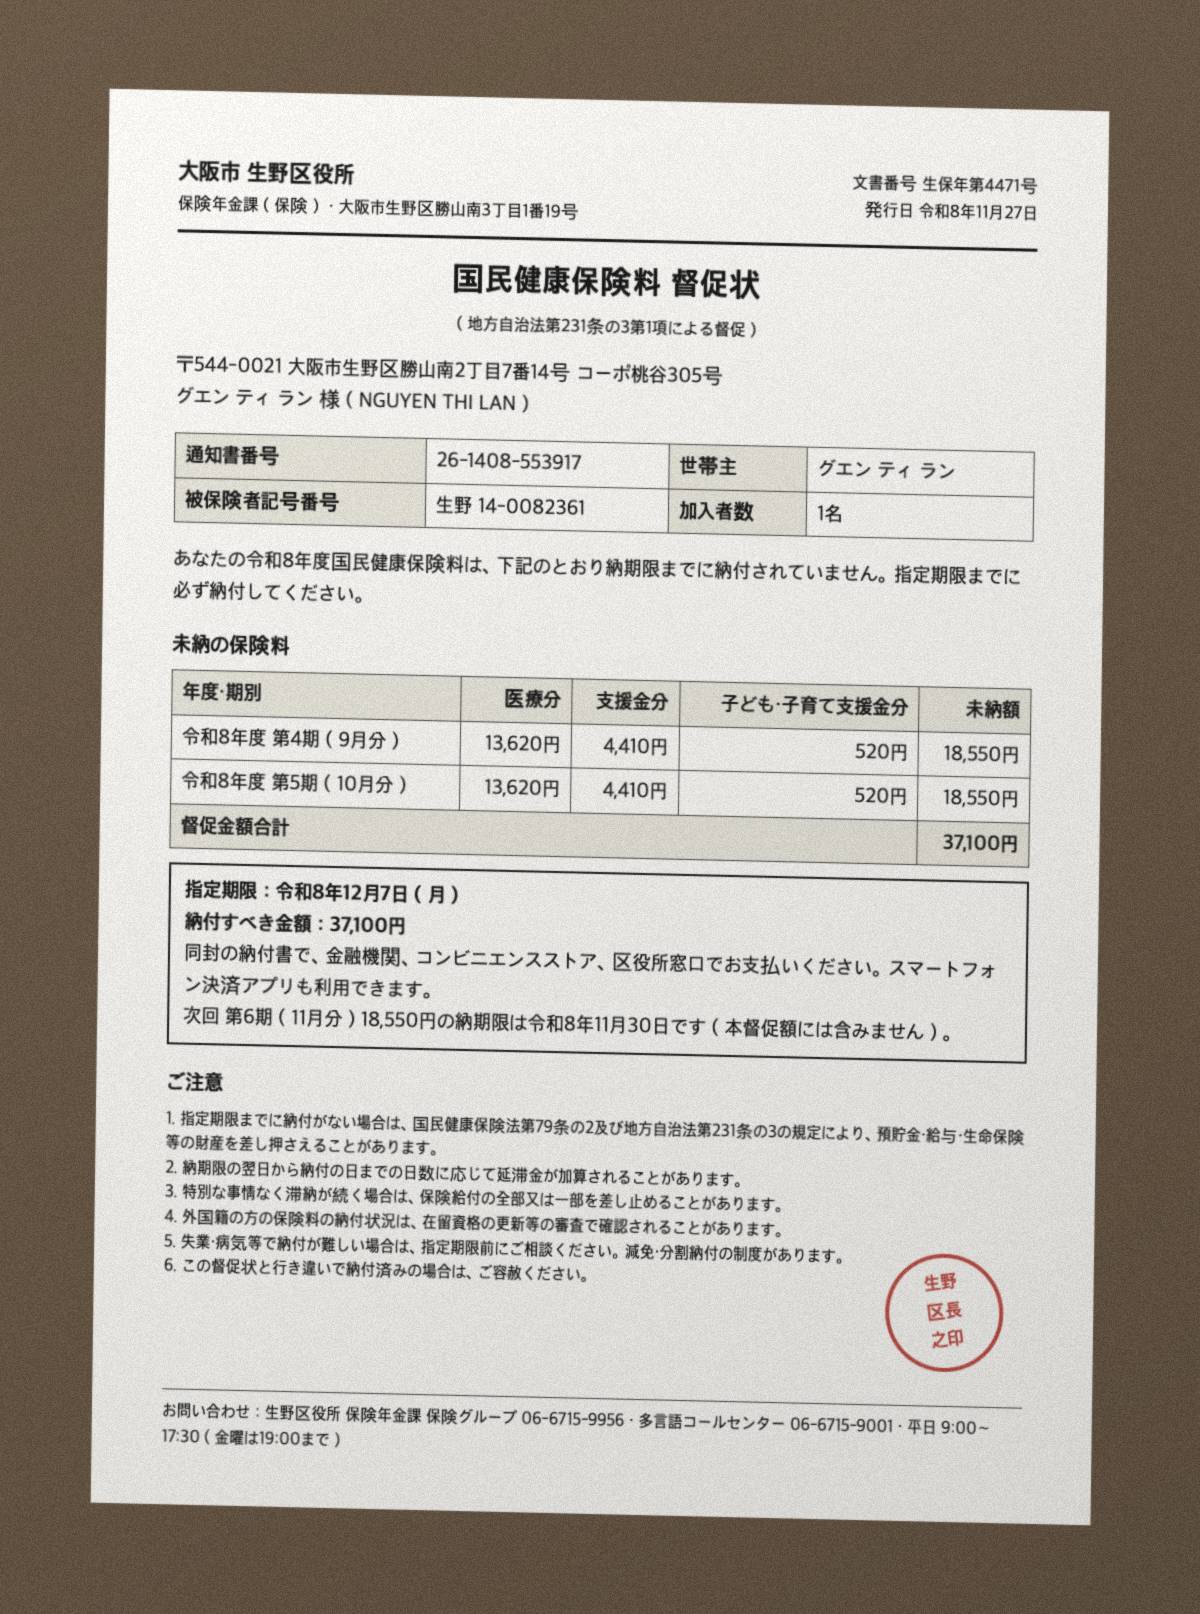 大阪市 生野区役所
保険年金課 ( 保険 ) · 大阪市生野区勝山南3丁目1番19号
文書番号 生保年第4471号
発行日 令和8年11月27日
国民健康保険料 督促状
( 地方自治法第231条の3第1項による督促 )
〒544-0021 大阪市生野区勝山南2丁目7番14号 コーポ桃谷305号
グエン ティ ラン 様 ( NGUYEN THI LAN )
通知書番号 26-1408-553917 世帯主 グエン ティ ラン
被保険者記号番号 生野 14-0082361 加入者数 1名
あなたの令和8年度国民健康保険料は、下記のとおり納期限までに納付されていません。指定期限までに
必ず納付してください。
未納の保険料
年度·期別 医療分 支援金分 子ども·子育て支援金分 未納額
令和8年度 第4期 ( 9月分 ) 13,620円 4,410円 520円 18,550円
令和8年度 第5期 ( 10月分 ) 13,620円 4,410円 520円 18,550円
督促金額合計 37,100円
指定期限：令和8年12月7日 ( 月 )
納付すべき金額：37,100円
同封の納付書で、金融機関、コンビニエンスストア、区役所窓口でお支払いください。スマートフォ
ン決済アプリも利用できます。
次回 第6期 ( 11月分 ) 18,550円の納期限は令和8年11月30日です ( 本督促額には含みません ) 。
ご注意
1. 指定期限までに納付がない場合は、国民健康保険法第79条の2及び地方自治法第231条の3の規定により、預貯金·給与·生命保険
等の財産を差し押さえることがあります。
2. 納期限の翌日から納付の日までの日数に応じて延滞金が加算されることがあります。
3. 特別な事情なく滞納が続く場合は、保険給付の全部又は一部を差し止めることがあります。
4. 外国籍の方の保険料の納付状況は、在留資格の更新等の審査で確認されることがあります。
5. 失業·病気等で納付が難しい場合は、指定期限前にご相談ください。減免·分割納付の制度があります。
6. この督促状と行き違いで納付済みの場合は、ご容赦ください。
生野
区長
之印
お問い合わせ：生野区役所 保険年金課 保険グループ 06-6715-9956 · 多言語コールセンター 06-6715-9001 · 平日 9:00~
17:30 ( 金曜は19:00まで )